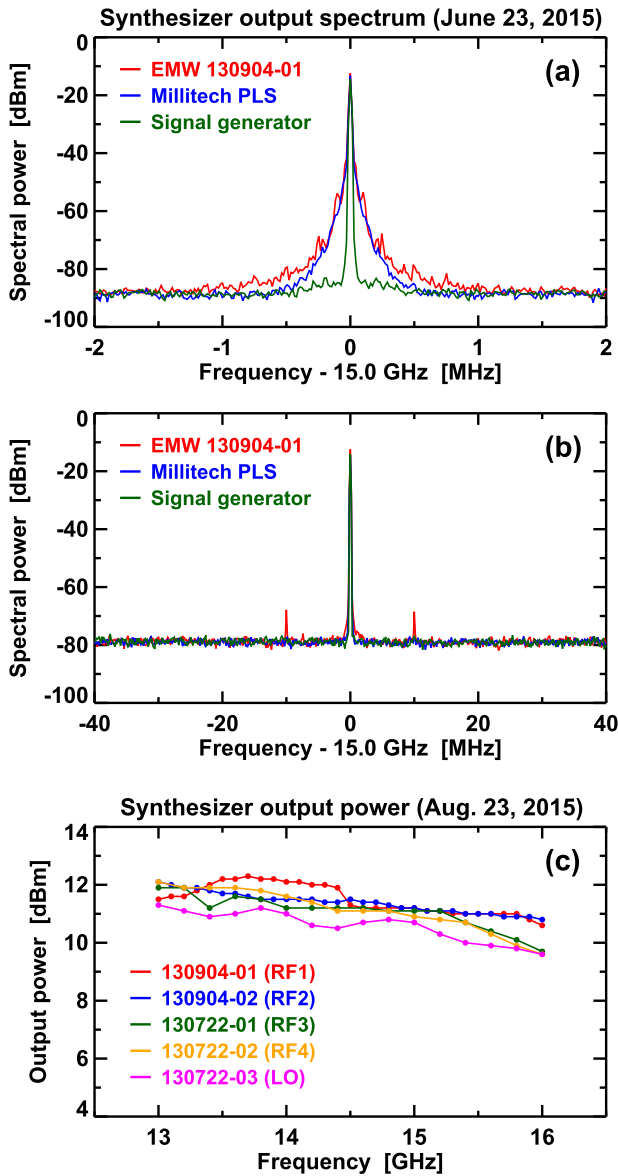 Synthesizer output spectrum (June 23, 2015)
0
-20
-40
-60
-80
-100
Spectral power [dBm]
EMW 130904-01
Millitech PLS
Signal generator
(a)
-2 -1 0 1 2
Frequency - 15.0 GHz [MHz]
0
-20
-40
-60
-80
-100
Spectral power [dBm]
EMW 130904-01
Millitech PLS
Signal generator
(b)
-40 -20 0 20 40
Frequency - 15.0 GHz [MHz]
Synthesizer output power (Aug. 23, 2015)
14
12
10
8
6
4
Output power [dBm]
(c)
130904-01 (RF1)
130904-02 (RF2)
130722-01 (RF3)
130722-02 (RF4)
130722-03 (LO)
13 14 15 16
Frequency [GHz]